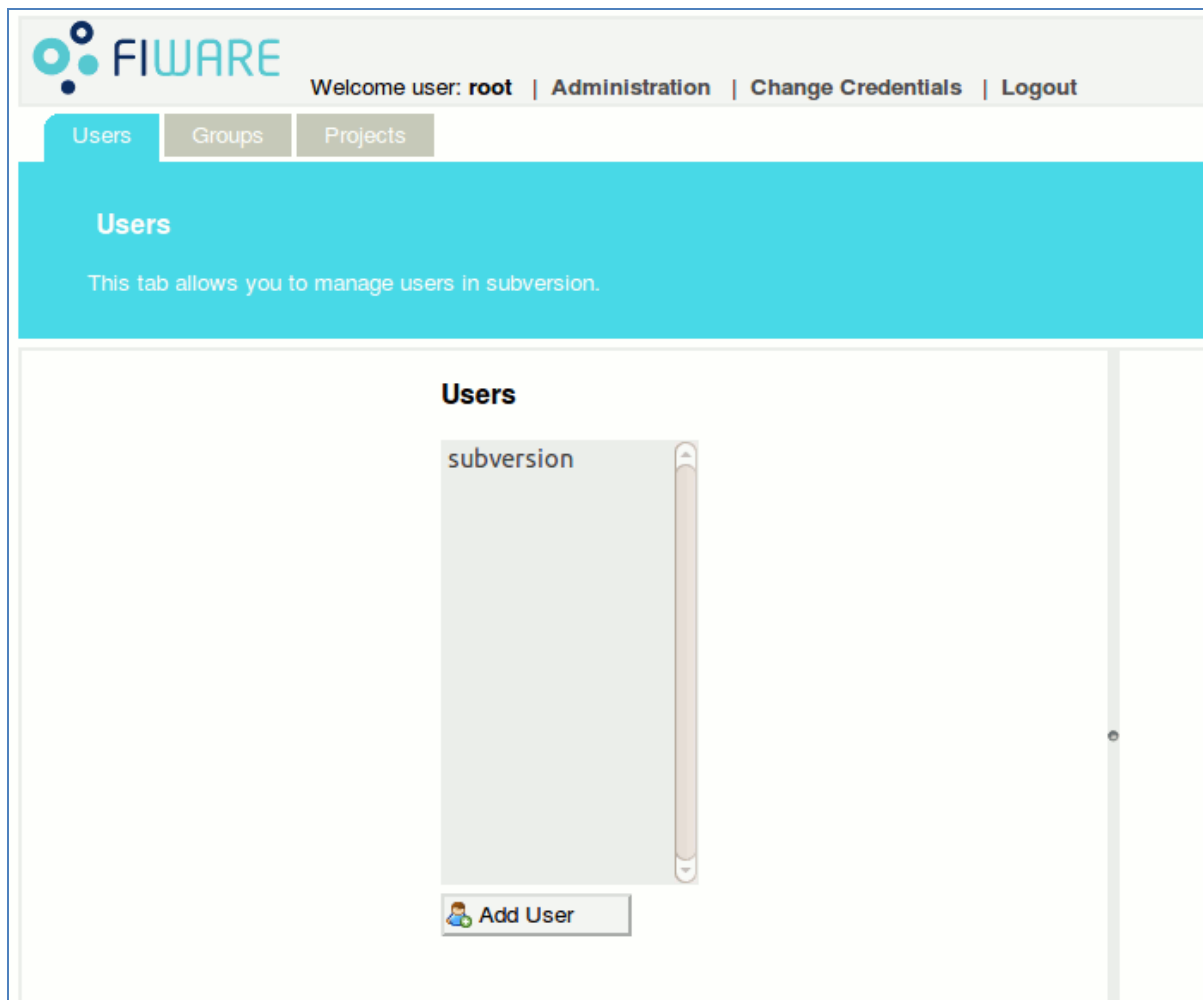 FIWARE
Welcome user: root | Administration | Change Credentials | Logout
Users Groups Projects
Users
This tab allows you to manage users in subversion.
Users
subversion
Add User